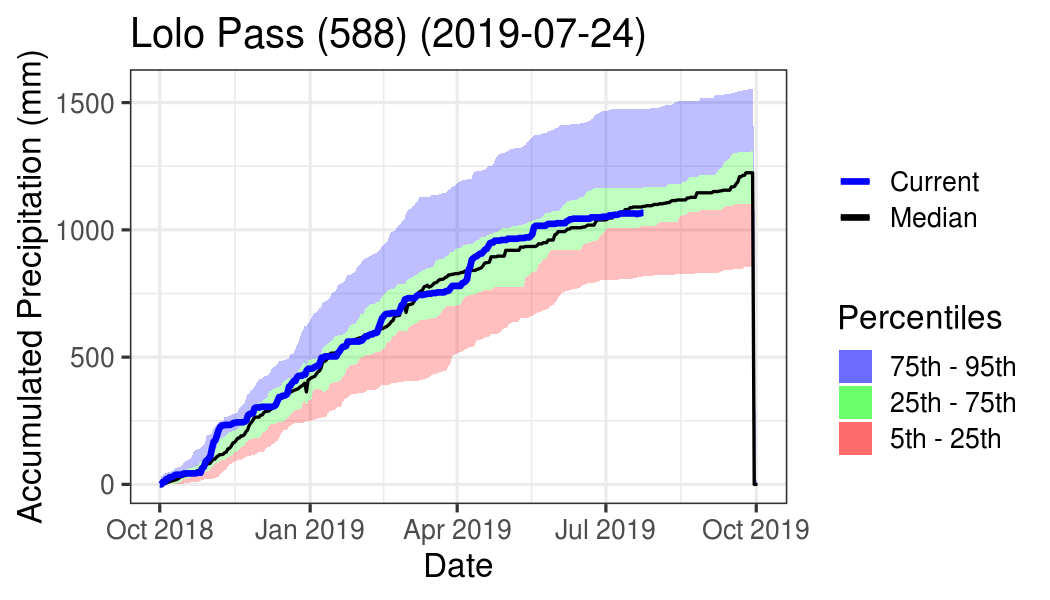 Lolo Pass (588) (2019-07-24)
Accumulated Precipitation (mm)
1500
1000
500
0
Oct 2018
Jan 2019
Apr 2019
Jul 2019
Oct 2019
Date
Current
Median
Percentiles
75th - 95th
25th - 75th
5th - 25th